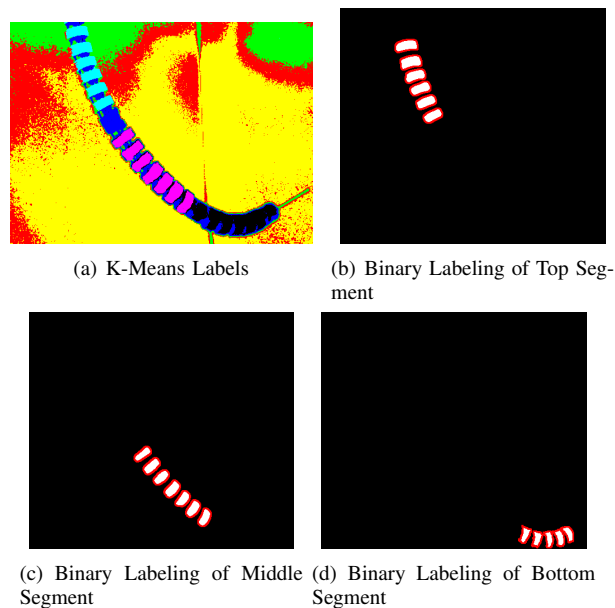 (a) K-Means Labels
(b) Binary Labeling of Top Seg-
ment
(c) Binary Labeling of Middle
Segment
(d) Binary Labeling of Bottom
Segment